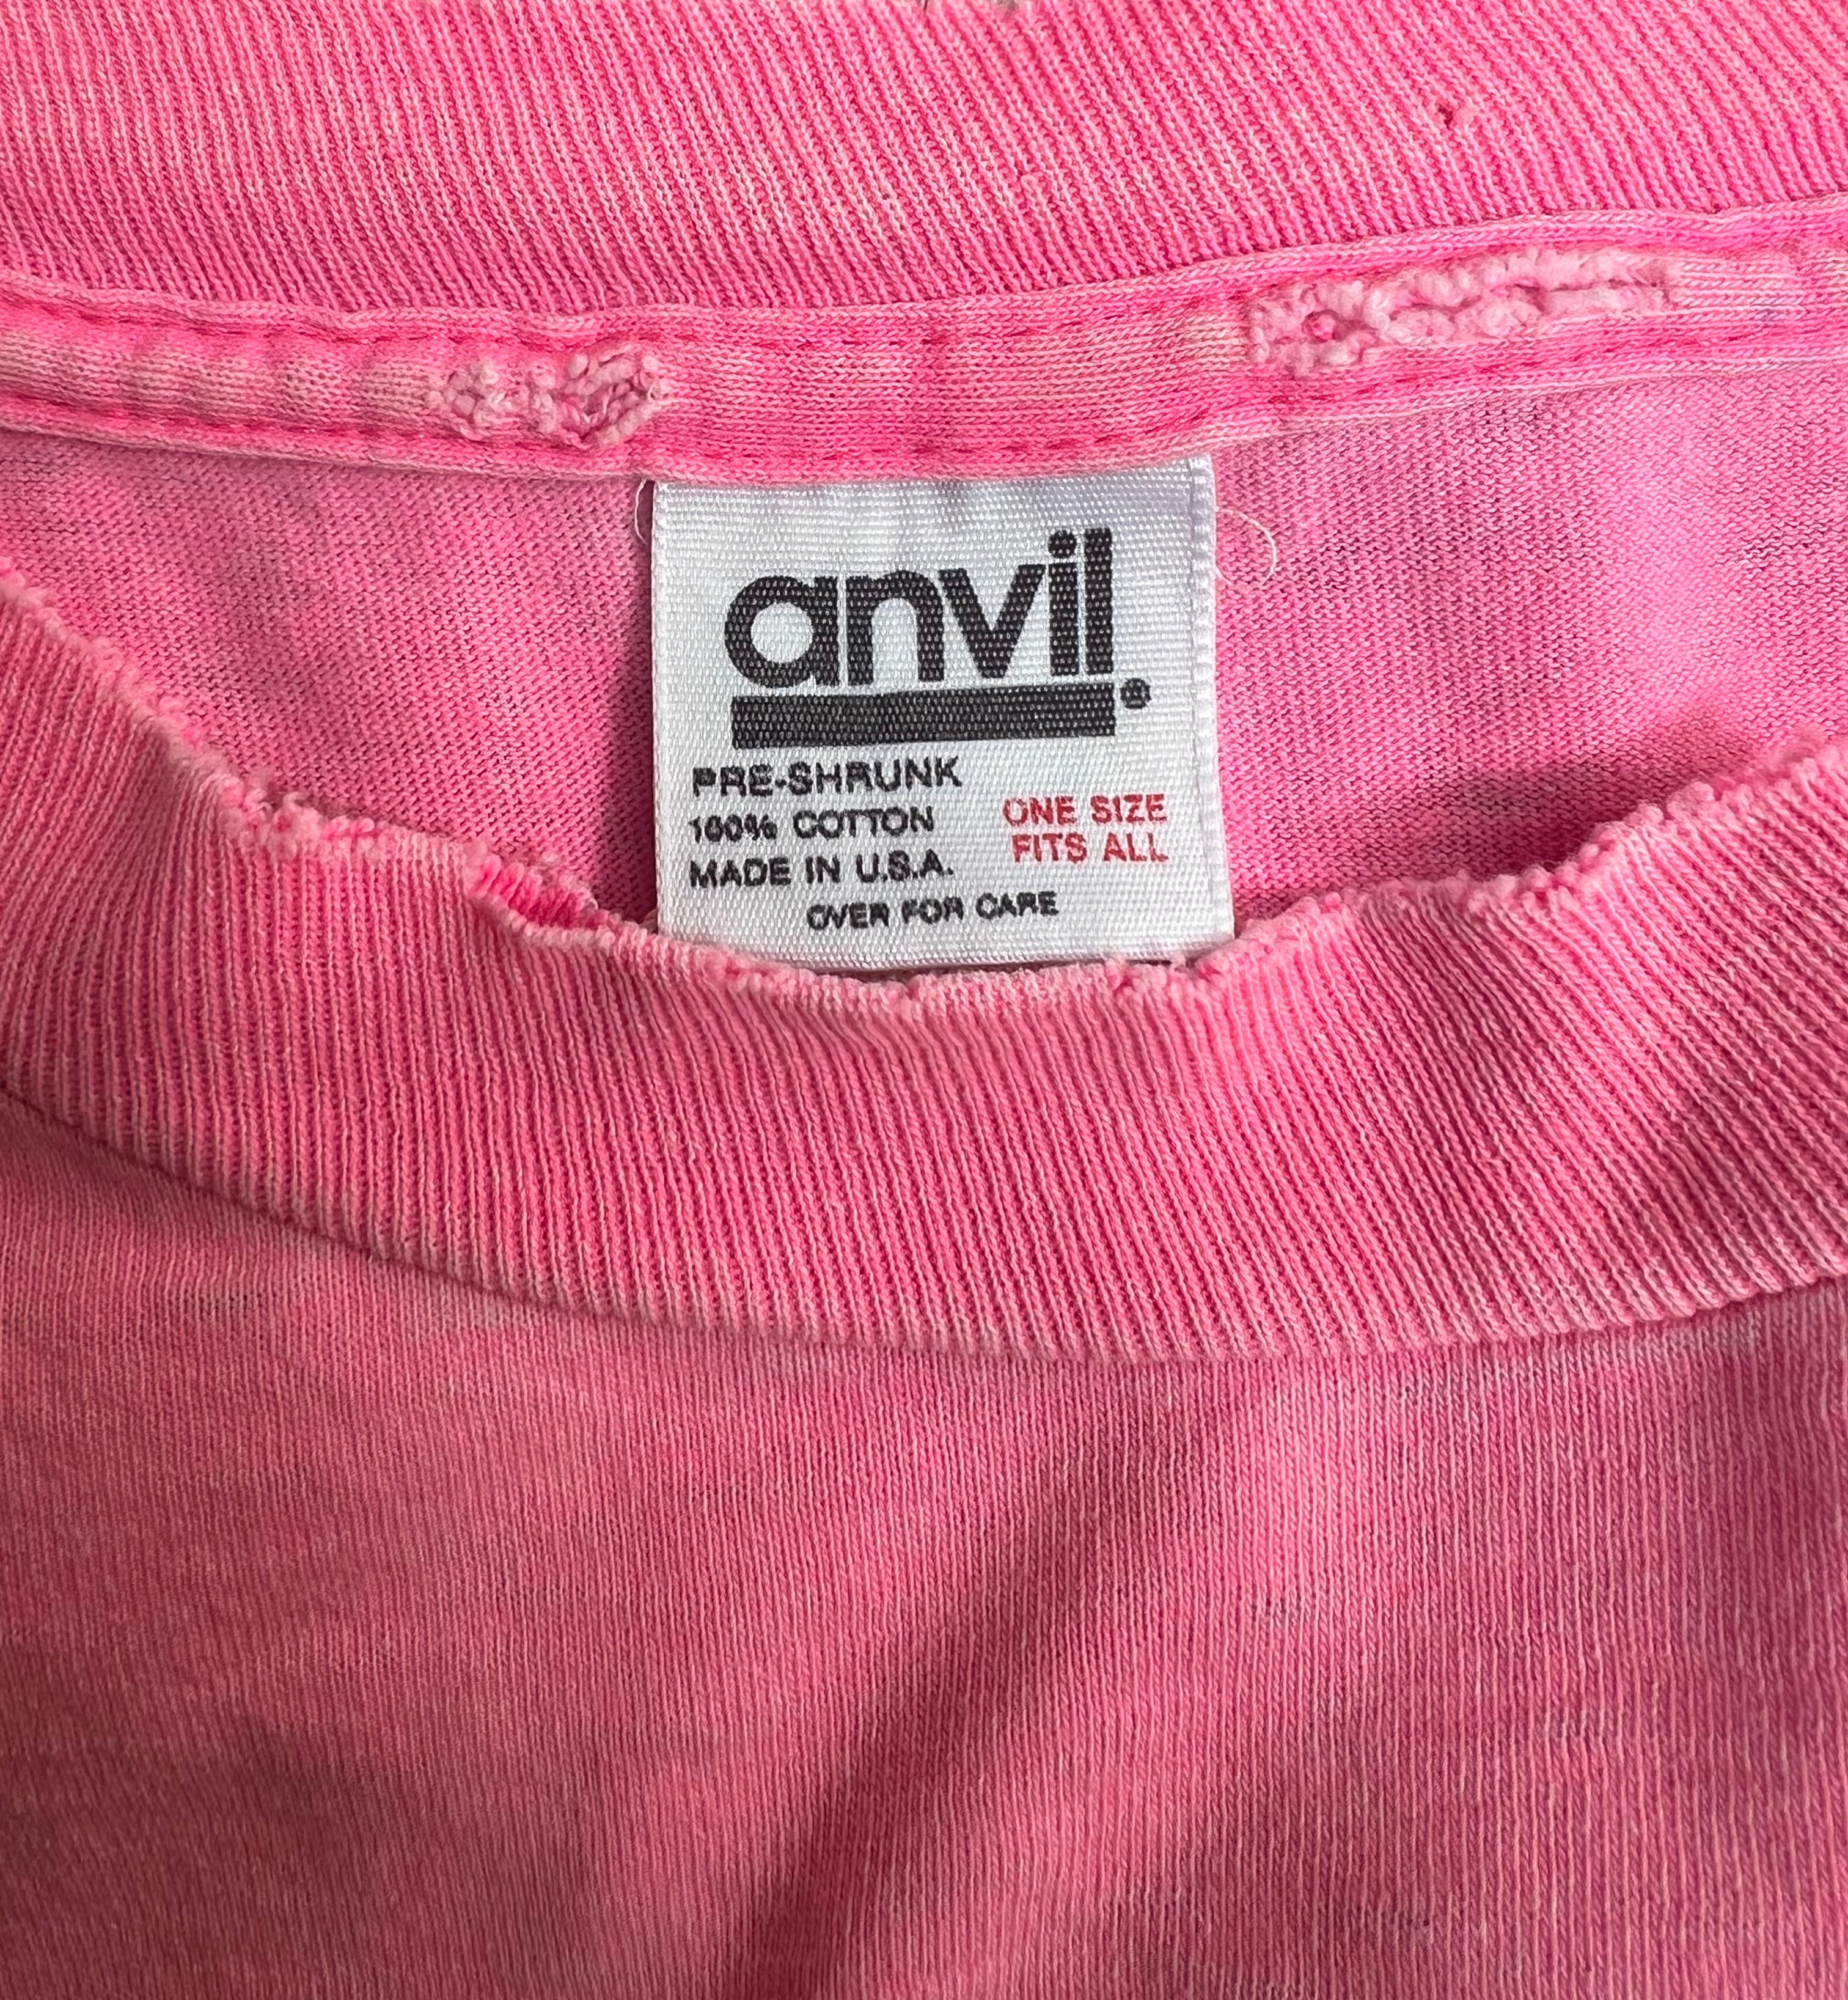 anvil®
PRE-SHRUNK
100% COTTON
MADE IN U.S.A.
ONE SIZE
FITS ALL
OVER FOR CARE